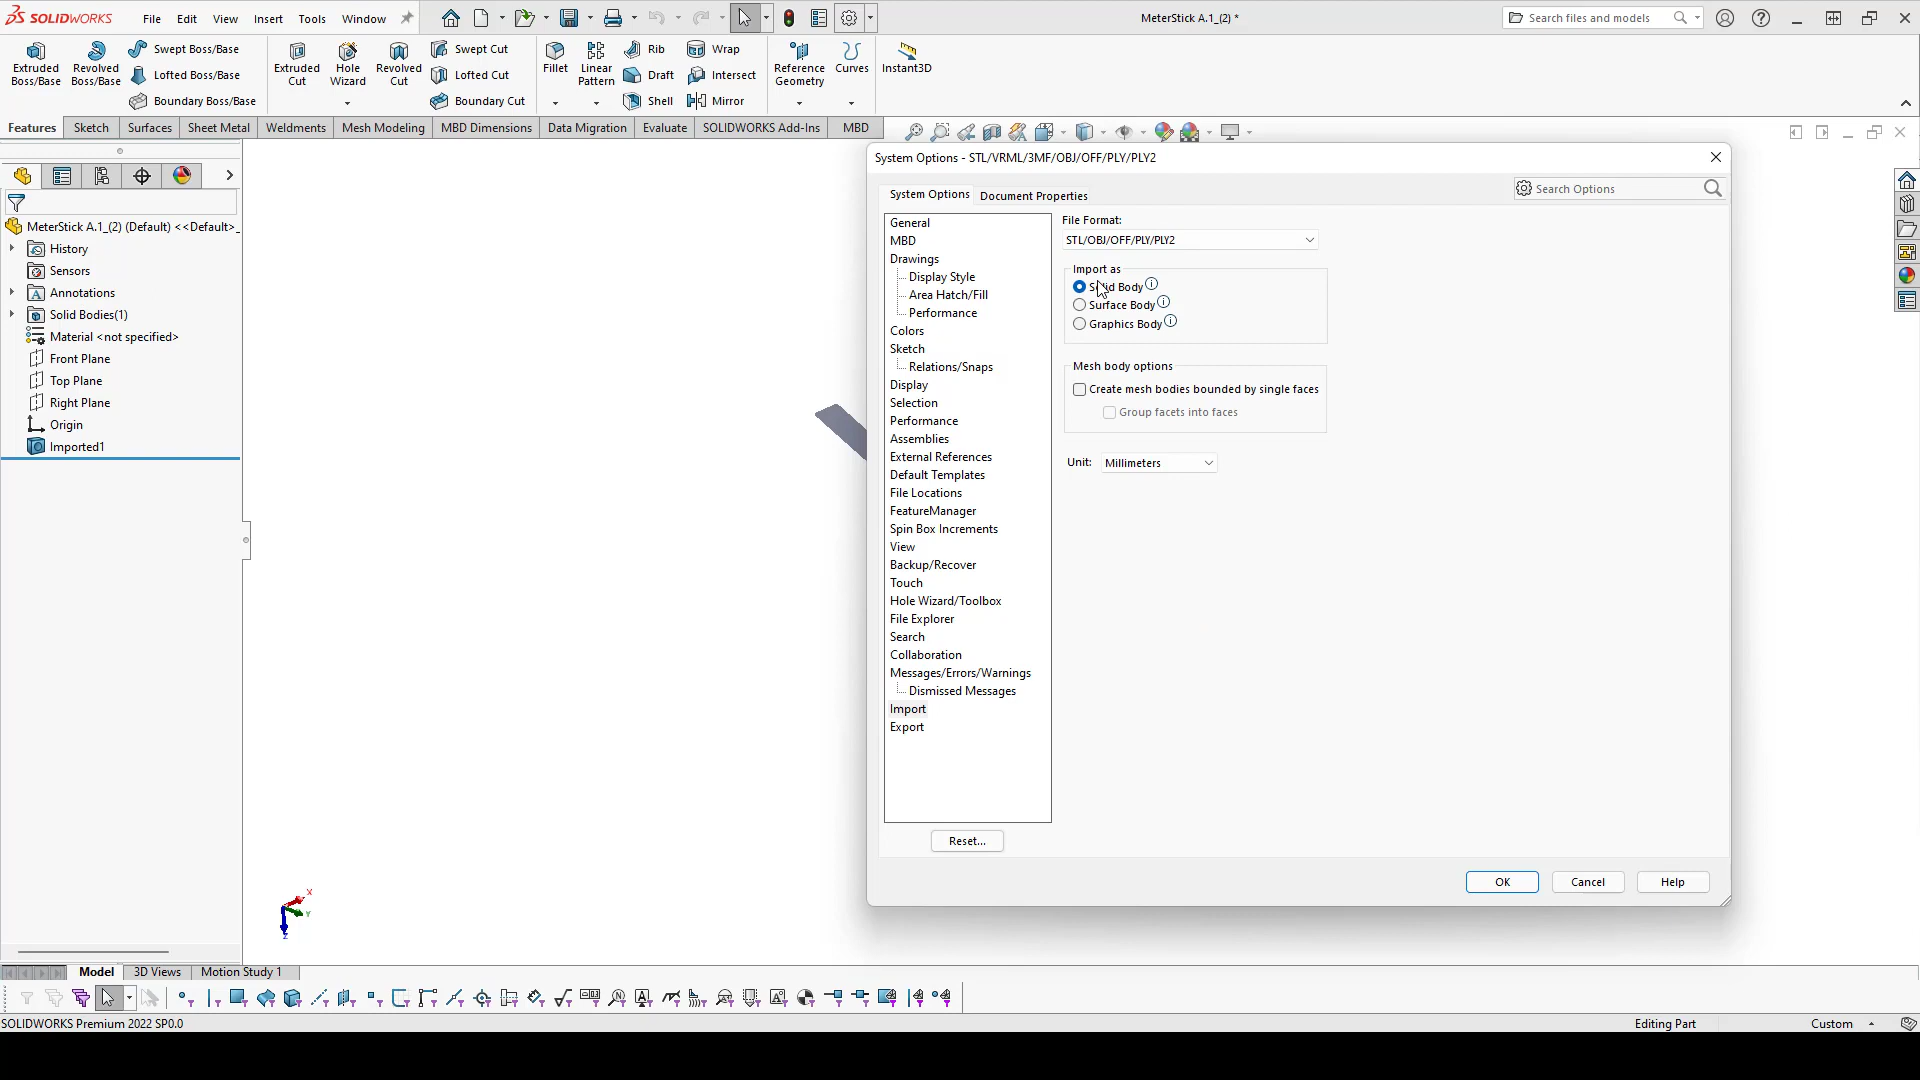 SOLIDWORKS File Edit View Insert Tools Window
MeterStick A.1_(2) *
Search files and models
Extruded Boss/Base
Revolved Boss/Base
Swept Boss/Base
Lofted Boss/Base
Boundary Boss/Base
Extruded Cut
Hole Wizard
Revolved Cut
Swept Cut
Lofted Cut
Boundary Cut
Fillet
Linear Pattern
Rib
Draft
Shell
Wrap
Intersect
Mirror
Reference Geometry
Curves
Instant3D
Features Sketch Surfaces Sheet Metal Weldments Mesh Modeling MBD Dimensions Data Migration Evaluate SOLIDWORKS Add-Ins MBD
MeterStick A.1_(2) (Default) <<Default>_
History
Sensors
Annotations
Solid Bodies(1)
Material <not specified>
Front Plane
Top Plane
Right Plane
Origin
Imported1
System Options - STL/VRML/3MF/OBJ/OFF/PLY/PLY2
System Options Document Properties
Search Options
General
MBD
Drawings
Display Style
Area Hatch/Fill
Performance
Colors
Sketch
Relations/Snaps
Display
Selection
Performance
Assemblies
External References
Default Templates
File Locations
FeatureManager
Spin Box Increments
View
Backup/Recover
Touch
Hole Wizard/Toolbox
File Explorer
Search
Collaboration
Messages/Errors/Warnings
Dismissed Messages
Import
Export
Reset...
File Format:
STL/OBJ/OFF/PLY/PLY2
Import as
Solid Body
Surface Body
Graphics Body
Mesh body options
Create mesh bodies bounded by single faces
Group facets into faces
Unit: Millimeters
OK Cancel Help
X
Y
Z
Model 3D Views Motion Study 1
SOLIDWORKS Premium 2022 SP0.0
Editing Part
Custom